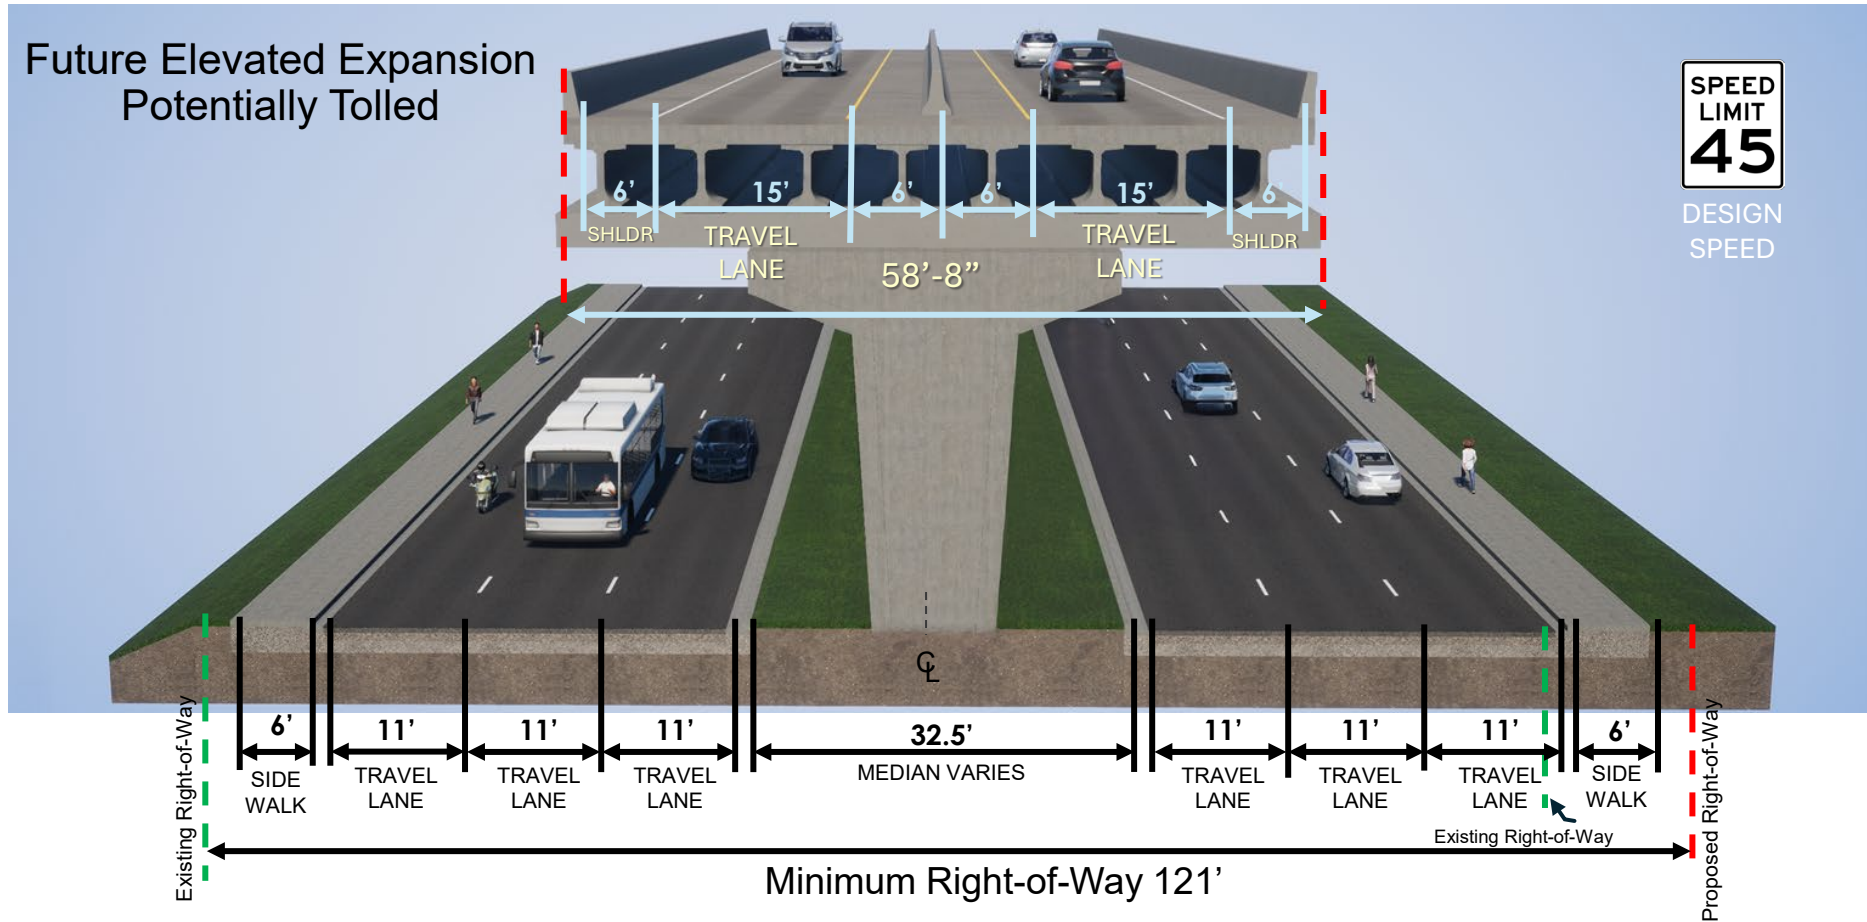 Future Elevated Expansion
Potentially Tolled
SPEED
LIMIT
45
DESIGN
SPEED
6’ 15’ 6’ 6’ 15’ 6’
SHLDR
TRAVEL
LANE
TRAVEL
LANE
SHLDR
58’-8”
℄
6’ 11’ 11’ 11’ 32.5’ 11’ 11’ 11’ 6’
SIDE
WALK
TRAVEL
LANE
TRAVEL
LANE
TRAVEL
LANE
MEDIAN VARIES
TRAVEL
LANE
TRAVEL
LANE
TRAVEL
LANE
SIDE
WALK
Existing Right-of-Way
Existing Right-of-Way
Proposed Right-of-Way
Minimum Right-of-Way 121’